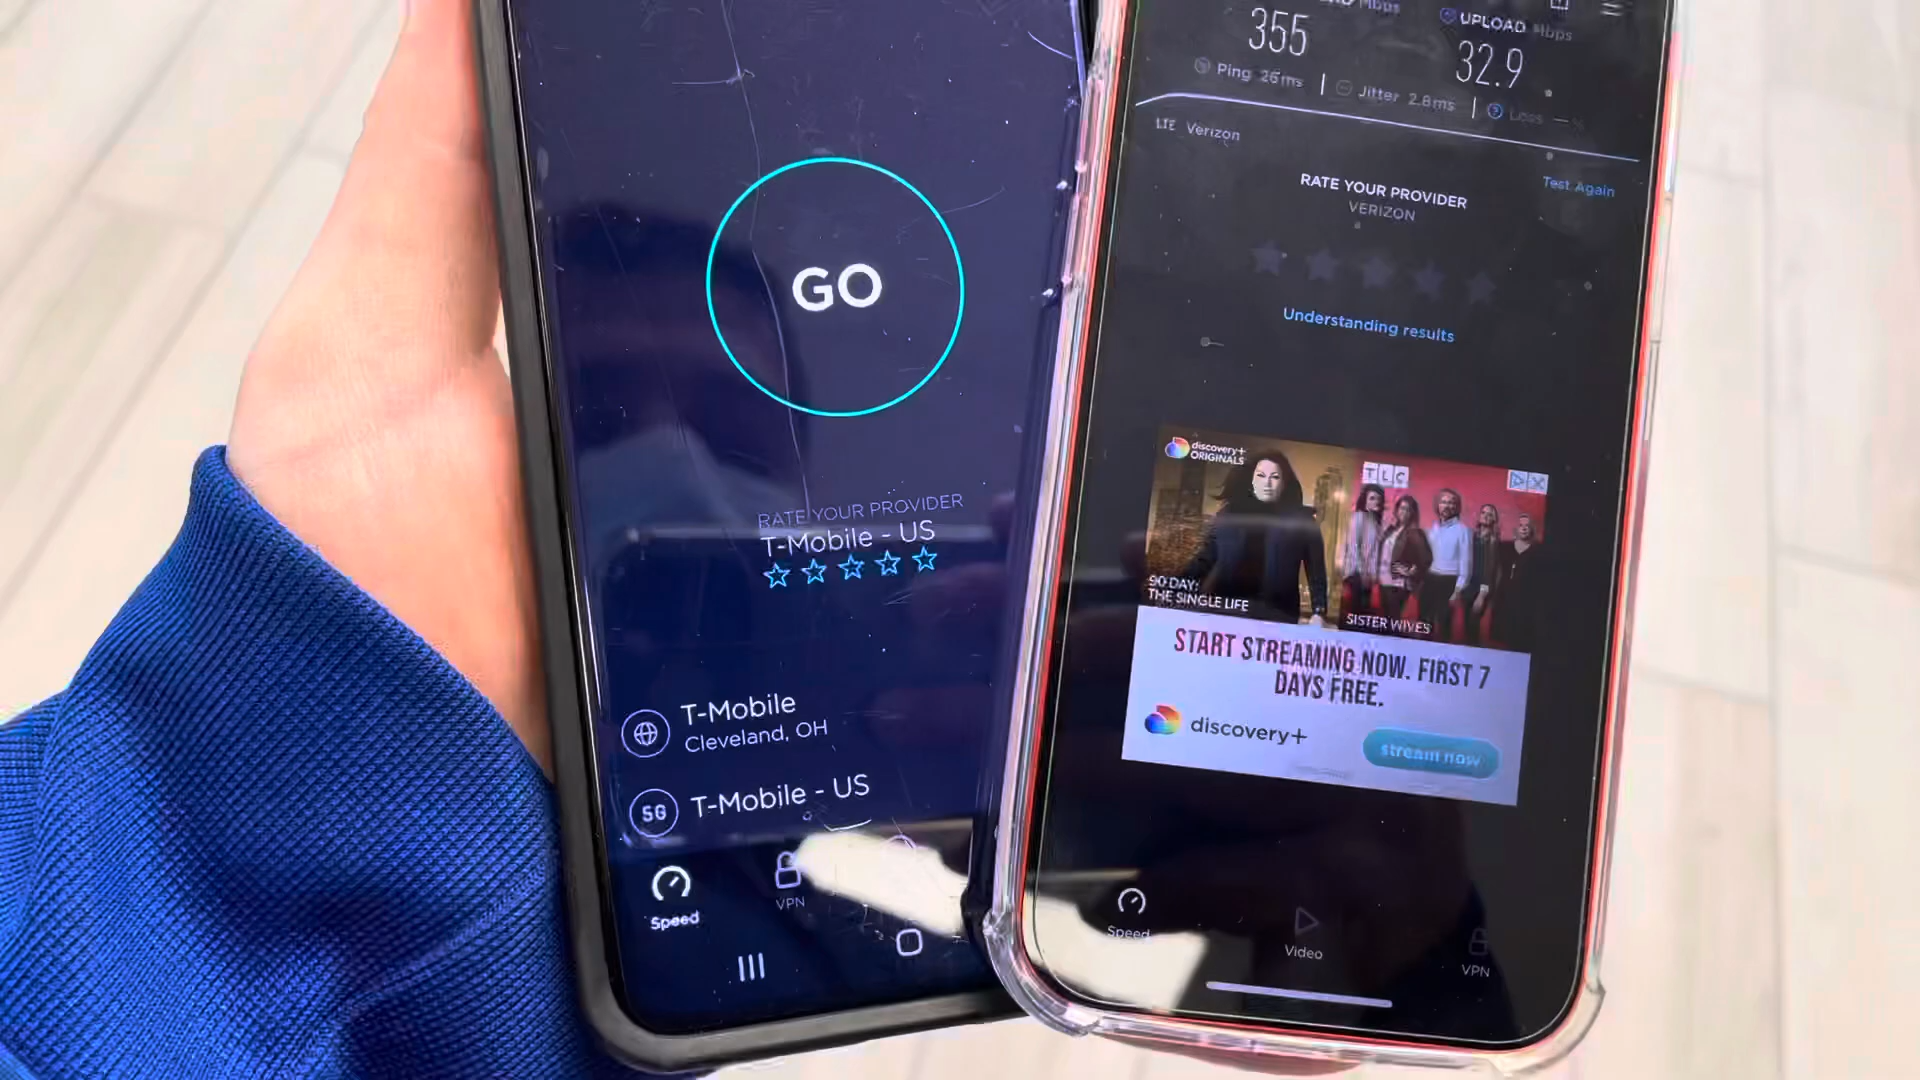 GO
RATE YOUR PROVIDER
T-Mobile - US
T-Mobile
Cleveland, OH
5G T-Mobile - US
Speed
VPN
Mbps
UPLOAD Mbps
355
32.9
Ping 26 ms
Jitter 2.8 ms
Loss — %
LTE Verizon
Test Again
RATE YOUR PROVIDER
VERIZON
Understanding results
discovery+
ORIGINALS
TLC
90 DAY:
THE SINGLE LIFE
SISTER WIVES
START STREAMING NOW. FIRST 7
DAYS FREE.
discovery+
stream now
Speed
Video
VPN